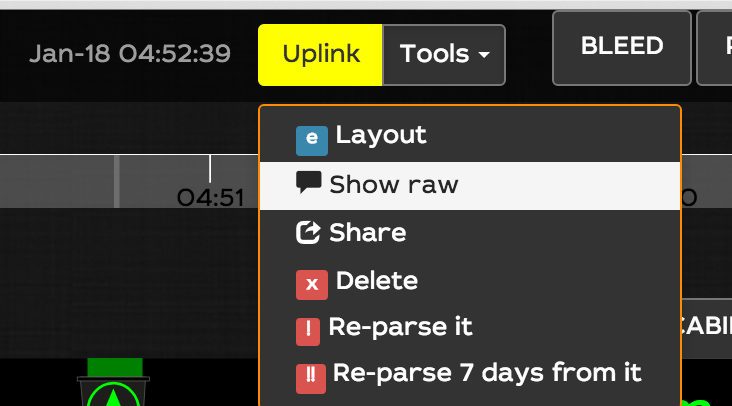 Jan-18 04:52:39 Uplink Tools BLEED
e Layout
04:51 Show raw
Share
x Delete
! Re-parse it
!! Re-parse 7 days from it